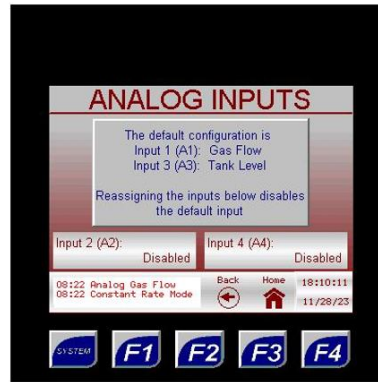 ANALOG INPUTS
The default configuration is
Input 1 (A1): Gas Flow
Input 3 (A3): Tank Level
Reassigning the inputs below disables
the default input
Input 2 (A2):
Disabled
Input 4 (A4):
Disabled
08:22 Analog Gas Flow
08:22 Constant Rate Mode
Back
Home
18:10:11
11/28/23
SYSTEM
F1
F2
F3
F4